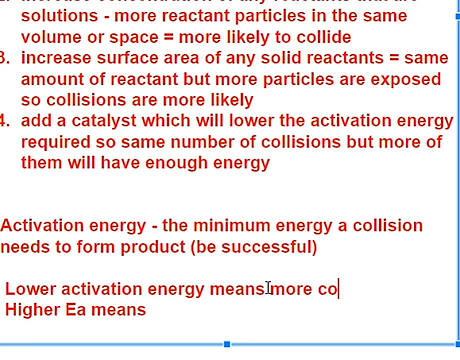 solutions - more reactant particles in the same
volume or space = more likely to collide
3. increase surface area of any solid reactants = same
amount of reactant but more particles are exposed
so collisions are more likely
4. add a catalyst which will lower the activation energy
required so same number of collisions but more of
them will have enough energy
Activation energy - the minimum energy a collision
needs to form product (be successful)
Lower activation energy means more co
Higher Ea means